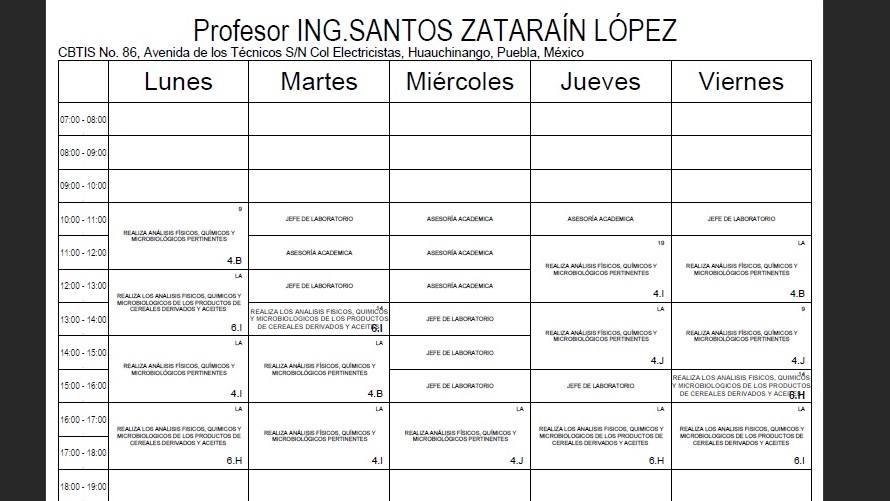 Profesor ING.SANTOS ZATARAÍN LÓPEZ
CBTIS No. 86, Avenida de los Técnicos S/N Col Electricistas, Huauchinango, Puebla, México
Lunes Martes Miércoles Jueves Viernes
07:00 - 08:00
08:00 - 09:00
09:00 - 10:00
10:00 - 11:00
9
REALIZA ANÁLISIS FÍSICOS, QUÍMICOS Y
MICROBIOLÓGICOS PERTINENTES
4.B
JEFE DE LABORATORIO
ASESORÍA ACADEMICA
ASESORÍA ACADEMICA
JEFE DE LABORATORIO
11:00 - 12:00
ASESORÍA ACADEMICA
ASESORÍA ACADEMICA
19
REALIZA ANÁLISIS FÍSICOS, QUÍMICOS Y
MICROBIOLÓGICOS PERTINENTES
4.I
LA
REALIZA ANÁLISIS FÍSICOS, QUÍMICOS Y
MICROBIOLÓGICOS PERTINENTES
4.B
12:00 - 13:00
LA
REALIZA LOS ANALISIS FISICOS, QUIMICOS Y
MICROBIOLOGICOS DE LOS PRODUCTOS DE
CEREALES DERIVADOS Y ACEITES
6.I
JEFE DE LABORATORIO
ASESORÍA ACADEMICA
13:00 - 14:00
14
REALIZA LOS ANALISIS FISICOS, QUIMICOS
Y MICROBIOLOGICOS DE LOS PRODUCTOS
DE CEREALES DERIVADOS Y ACEITES
6.I
JEFE DE LABORATORIO
LA
REALIZA ANÁLISIS FÍSICOS, QUÍMICOS Y
MICROBIOLÓGICOS PERTINENTES
4.J
9
REALIZA ANÁLISIS FÍSICOS, QUÍMICOS Y
MICROBIOLÓGICOS PERTINENTES
4.J
14:00 - 15:00
LA
REALIZA ANÁLISIS FÍSICOS, QUÍMICOS Y
MICROBIOLÓGICOS PERTINENTES
4.I
LA
REALIZA ANÁLISIS FÍSICOS, QUÍMICOS Y
MICROBIOLÓGICOS PERTINENTES
4.B
JEFE DE LABORATORIO
15:00 - 16:00
JEFE DE LABORATORIO
JEFE DE LABORATORIO
14
REALIZA LOS ANALISIS FISICOS, QUIMICOS
Y MICROBIOLOGICOS DE LOS PRODUCTOS
DE CEREALES DERIVADOS Y ACEITES
6.H
16:00 - 17:00
LA
REALIZA LOS ANALISIS FISICOS, QUIMICOS Y
MICROBIOLOGICOS DE LOS PRODUCTOS DE
CEREALES DERIVADOS Y ACEITES
6.H
LA
REALIZA ANÁLISIS FÍSICOS, QUÍMICOS Y
MICROBIOLÓGICOS PERTINENTES
4.I
LA
REALIZA ANÁLISIS FÍSICOS, QUÍMICOS Y
MICROBIOLÓGICOS PERTINENTES
4.J
LA
REALIZA LOS ANALISIS FISICOS, QUIMICOS Y
MICROBIOLOGICOS DE LOS PRODUCTOS DE
CEREALES DERIVADOS Y ACEITES
6.H
LA
REALIZA LOS ANALISIS FISICOS, QUIMICOS Y
MICROBIOLOGICOS DE LOS PRODUCTOS DE
CEREALES DERIVADOS Y ACEITES
6.I
17:00 - 18:00
18:00 - 19:00